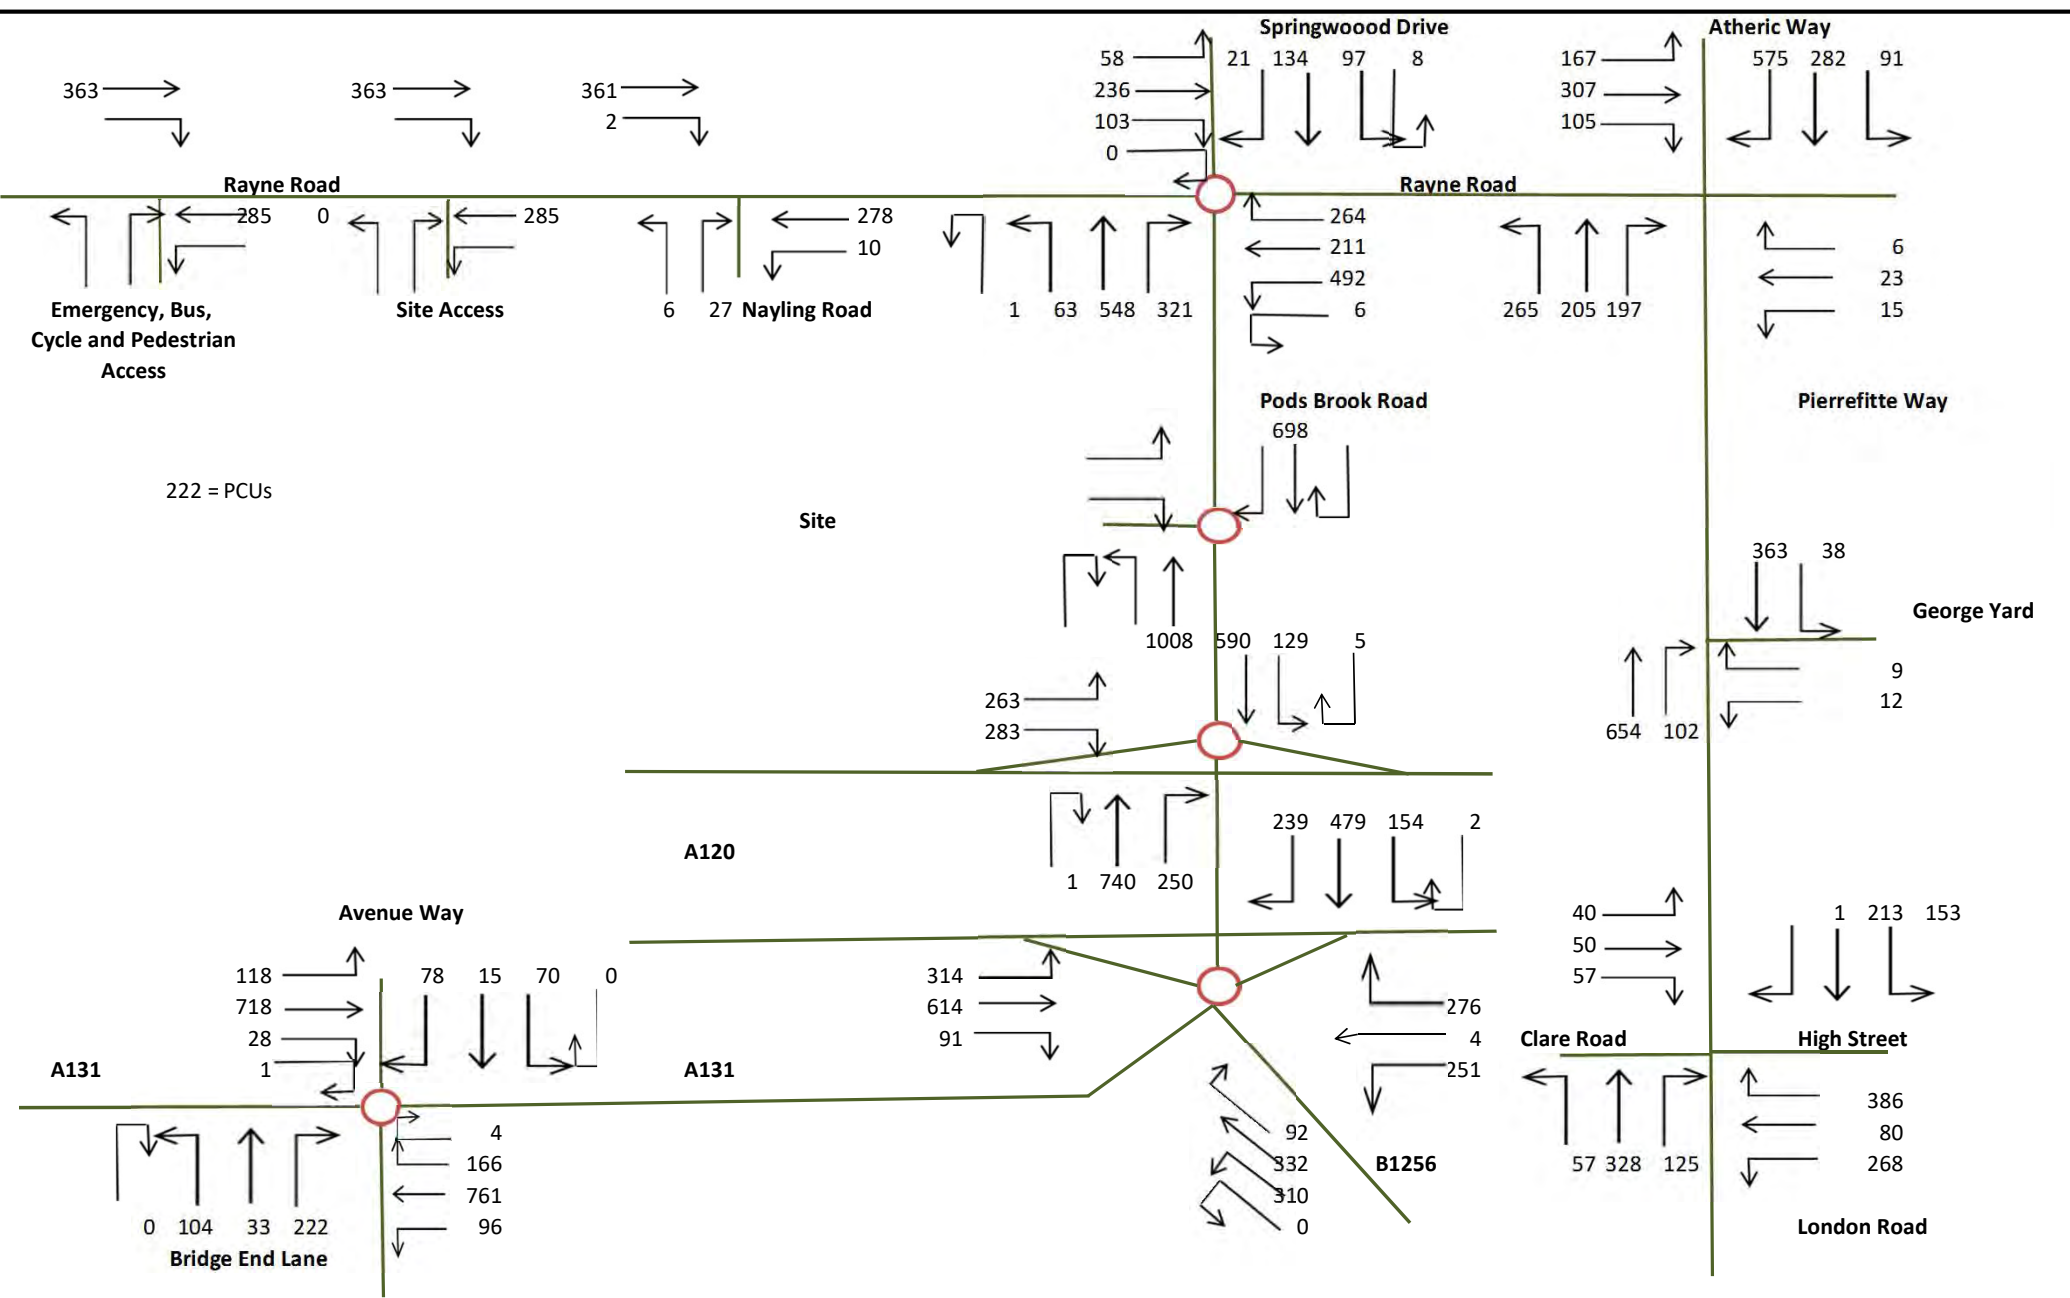 Springwoood Drive
Atheric Way
58 21 134 97 8
167 575 282 91
363 363 361 236 307
2 103 105
0
Rayne Road
Rayne Road
285 0 285 278 264
10 211 6
492 23
Emergency, Bus,
Cycle and Pedestrian
Access
Site Access
6 27 Nayling Road
1 63 548 321 6
265 205 197 15
Pods Brook Road
Pierrefitte Way
698
222 = PCUs
Site
363 38
George Yard
1008 590 129 5
263 9
283 12
654 102
239 479 154 2
A120
1 740 250
Avenue Way
40 1 213 153
50
57
118 78 15 70 0
314
718 614 276
28 91 4
1 251
A131
A131
Clare Road
High Street
386
4 92 80
166 332 B1256 57 328 125 268
761 310
0 104 33 222 96 0
London Road
Bridge End Lane